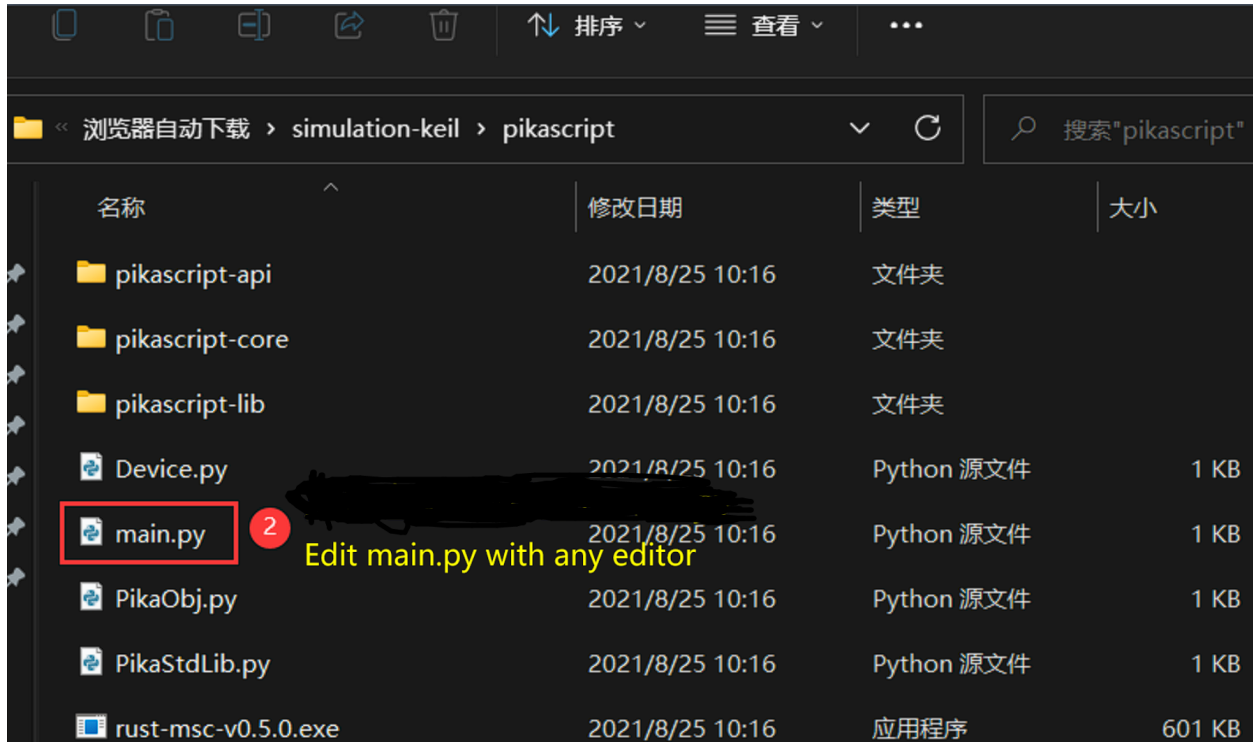 排序 查看
浏览器自动下载 simulation-keil pikascript 搜索"pikascript"
名称 修改日期 类型 大小
pikascript-api 2021/8/25 10:16 文件夹
pikascript-core 2021/8/25 10:16 文件夹
pikascript-lib 2021/8/25 10:16 文件夹
Device.py 2021/8/25 10:16 Python 源文件 1 KB
main.py 2 2021/8/25 10:16 Python 源文件 1 KB
Edit main.py with any editor
PikaObj.py 2021/8/25 10:16 Python 源文件 1 KB
PikaStdLib.py 2021/8/25 10:16 Python 源文件 1 KB
rust-msc-v0.5.0.exe 2021/8/25 10:16 应用程序 601 KB